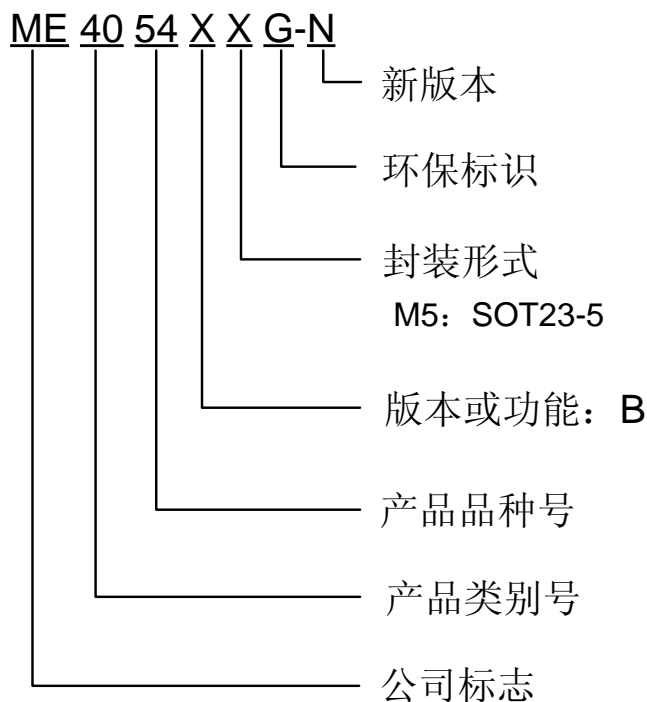 ME 40 54 X X G-N
新版本
环保标识
封装形式
M5：SOT23-5
版本或功能：B
产品品种号
产品类别号
公司标志